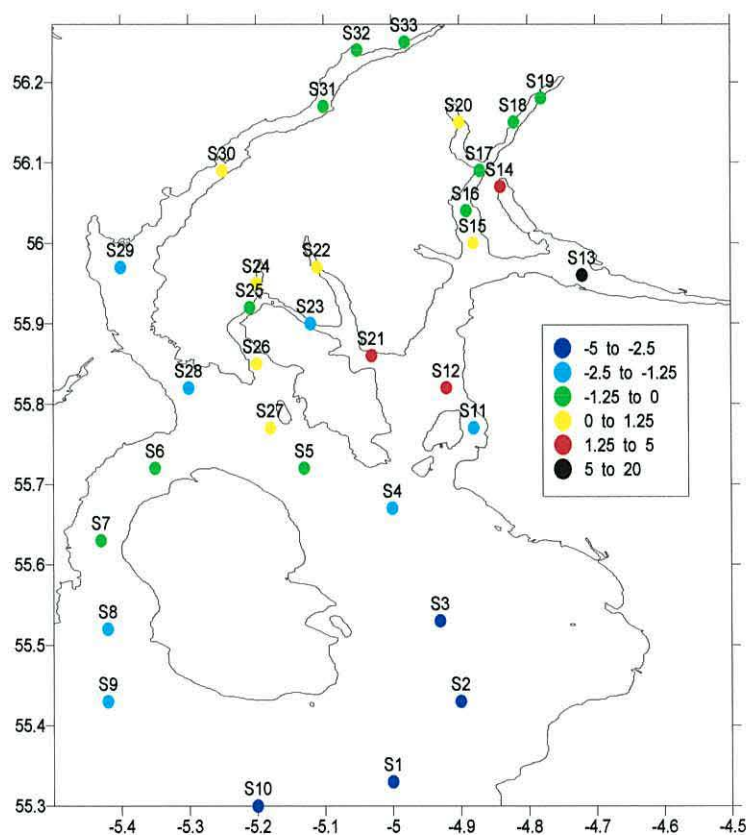 S33
S32
56.2
S19
S31
S20
S18
56.1
S30
S17
S14
S16
56
S29
S22
S15
S13
S24
S25
S23
55.9
S26
S21
-5 to -2.5
-2.5 to -1.25
-1.25 to 0
0 to 1.25
1.25 to 5
5 to 20
S28
S12
55.8
S27
S11
S6
S5
55.7
S4
S7
55.6
S3
S8
55.5
S9
S2
55.4
S1
S10
55.3
-5.4 -5.2 -5.1 -5 -4.9 -4.8 -4.7 -4.6 -4.5